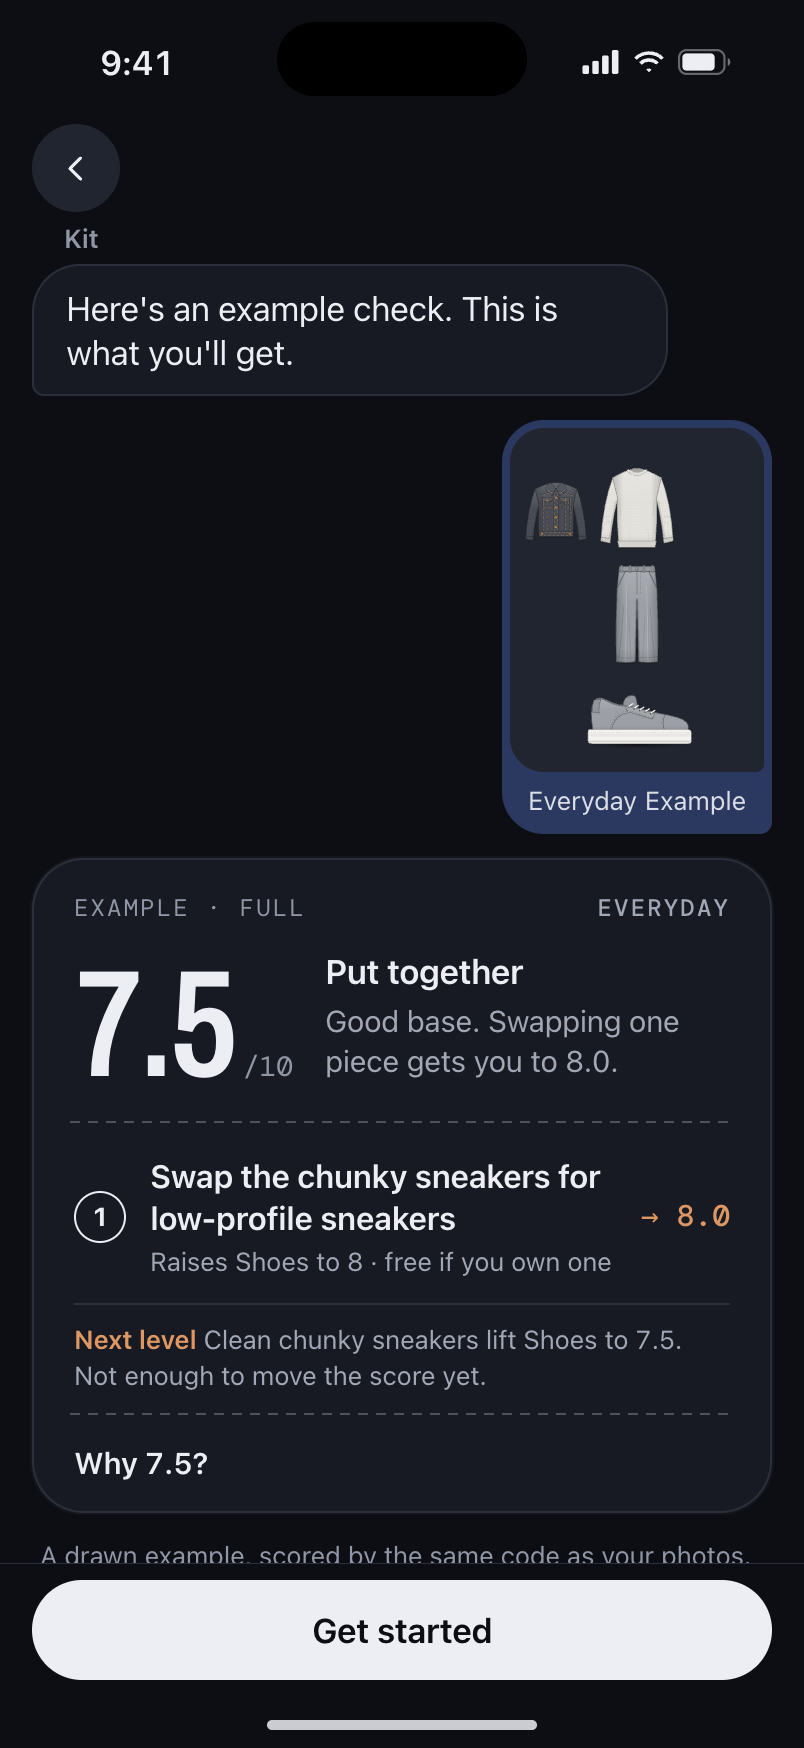 9:41
Kit
Here's an example check. This is
what you'll get.
Everyday Example
EXAMPLE · FULL
EVERYDAY
7.5 /10
Put together
Good base. Swapping one
piece gets you to 8.0.
1
Swap the chunky sneakers for
low-profile sneakers
→ 8.0
Raises Shoes to 8 · free if you own one
Next level Clean chunky sneakers lift Shoes to 7.5.
Not enough to move the score yet.
Why 7.5?
A drawn example, scored by the same code as your photos.
Get started